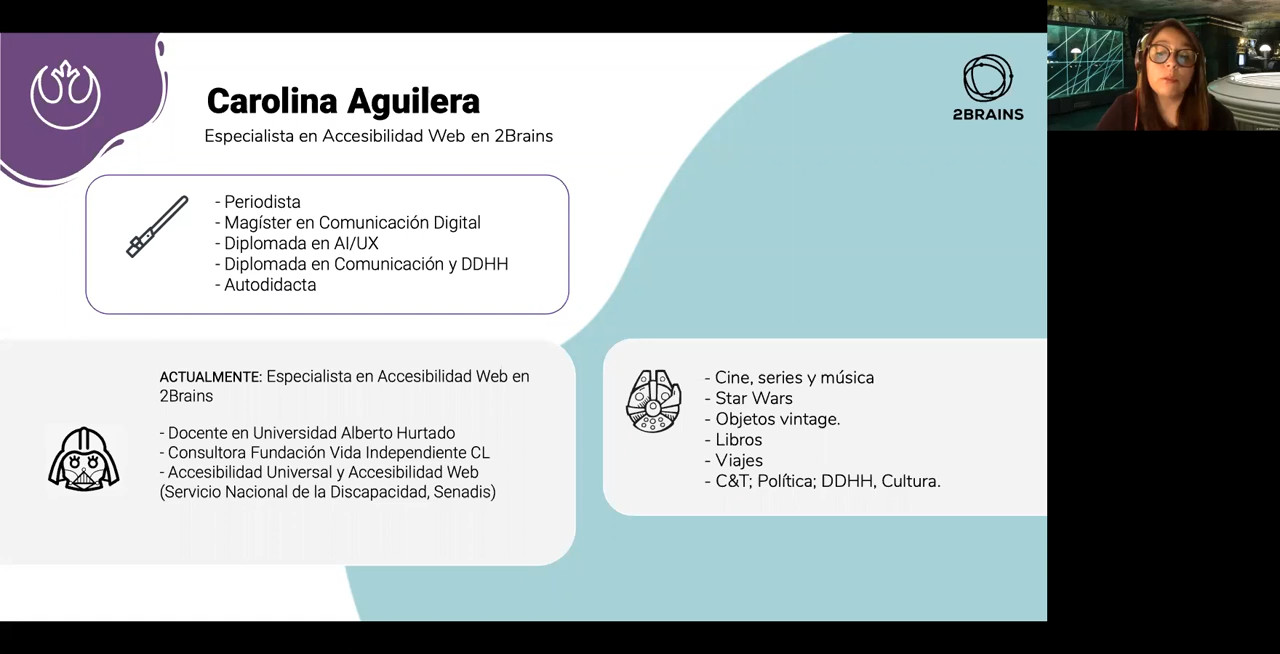 Carolina Aguilera
Especialista en Accesibilidad Web en 2Brains
2BRAINS
- Periodista
- Magíster en Comunicación Digital
- Diplomada en AI/UX
- Diplomada en Comunicación y DDHH
- Autodidacta
ACTUALMENTE: Especialista en Accesibilidad Web en
2Brains
- Docente en Universidad Alberto Hurtado
- Consultora Fundación Vida Independiente CL
- Accesibilidad Universal y Accesibilidad Web
(Servicio Nacional de la Discapacidad, Senadis)
- Cine, series y música
- Star Wars
- Objetos vintage.
- Libros
- Viajes
- C&T; Política; DDHH, Cultura.